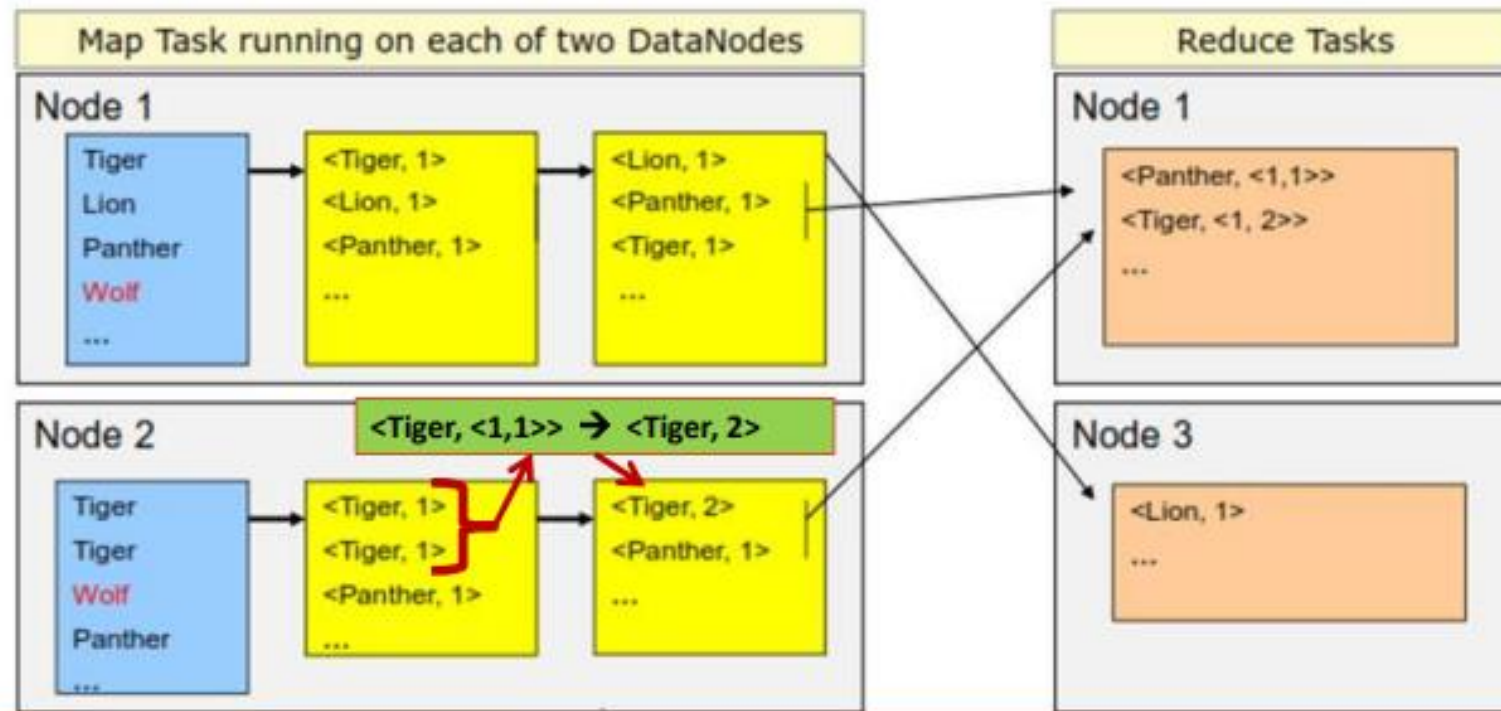 Map Task running on each of two DataNodes
Node 1
Tiger
Lion
Panther
Wolf
...
<Tiger, 1>
<Lion, 1>
<Panther, 1>
...
<Lion, 1>
<Panther, 1>
<Tiger, 1>
...
Node 2
<Tiger, <1,1>> → <Tiger, 2>
Tiger
Tiger
Wolf
Panther
...
<Tiger, 1>
<Tiger, 1>
<Panther, 1>
...
<Tiger, 2>
<Panther, 1>
...
Reduce Tasks
Node 1
<Panther, <1,1>>
<Tiger, <1, 2>>
...
Node 3
<Lion, 1>
...